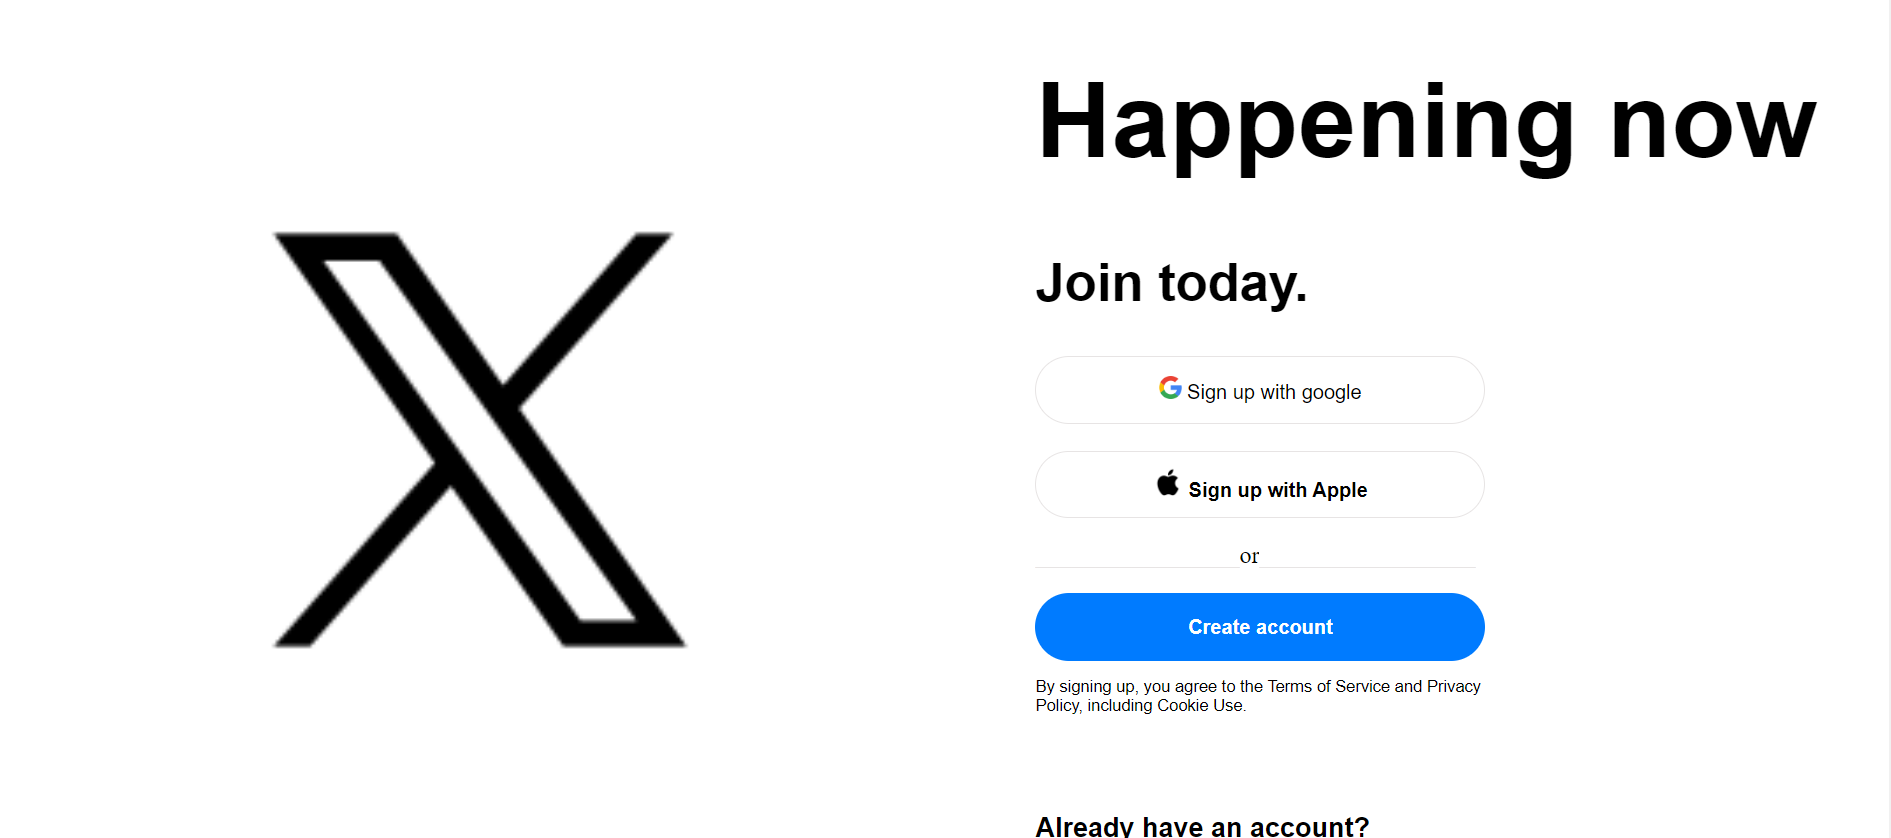 Happening now
Join today.
Sign up with google
Sign up with Apple
or
Create account
By signing up, you agree to the Terms of Service and Privacy
Policy, including Cookie Use.
Already have an account?